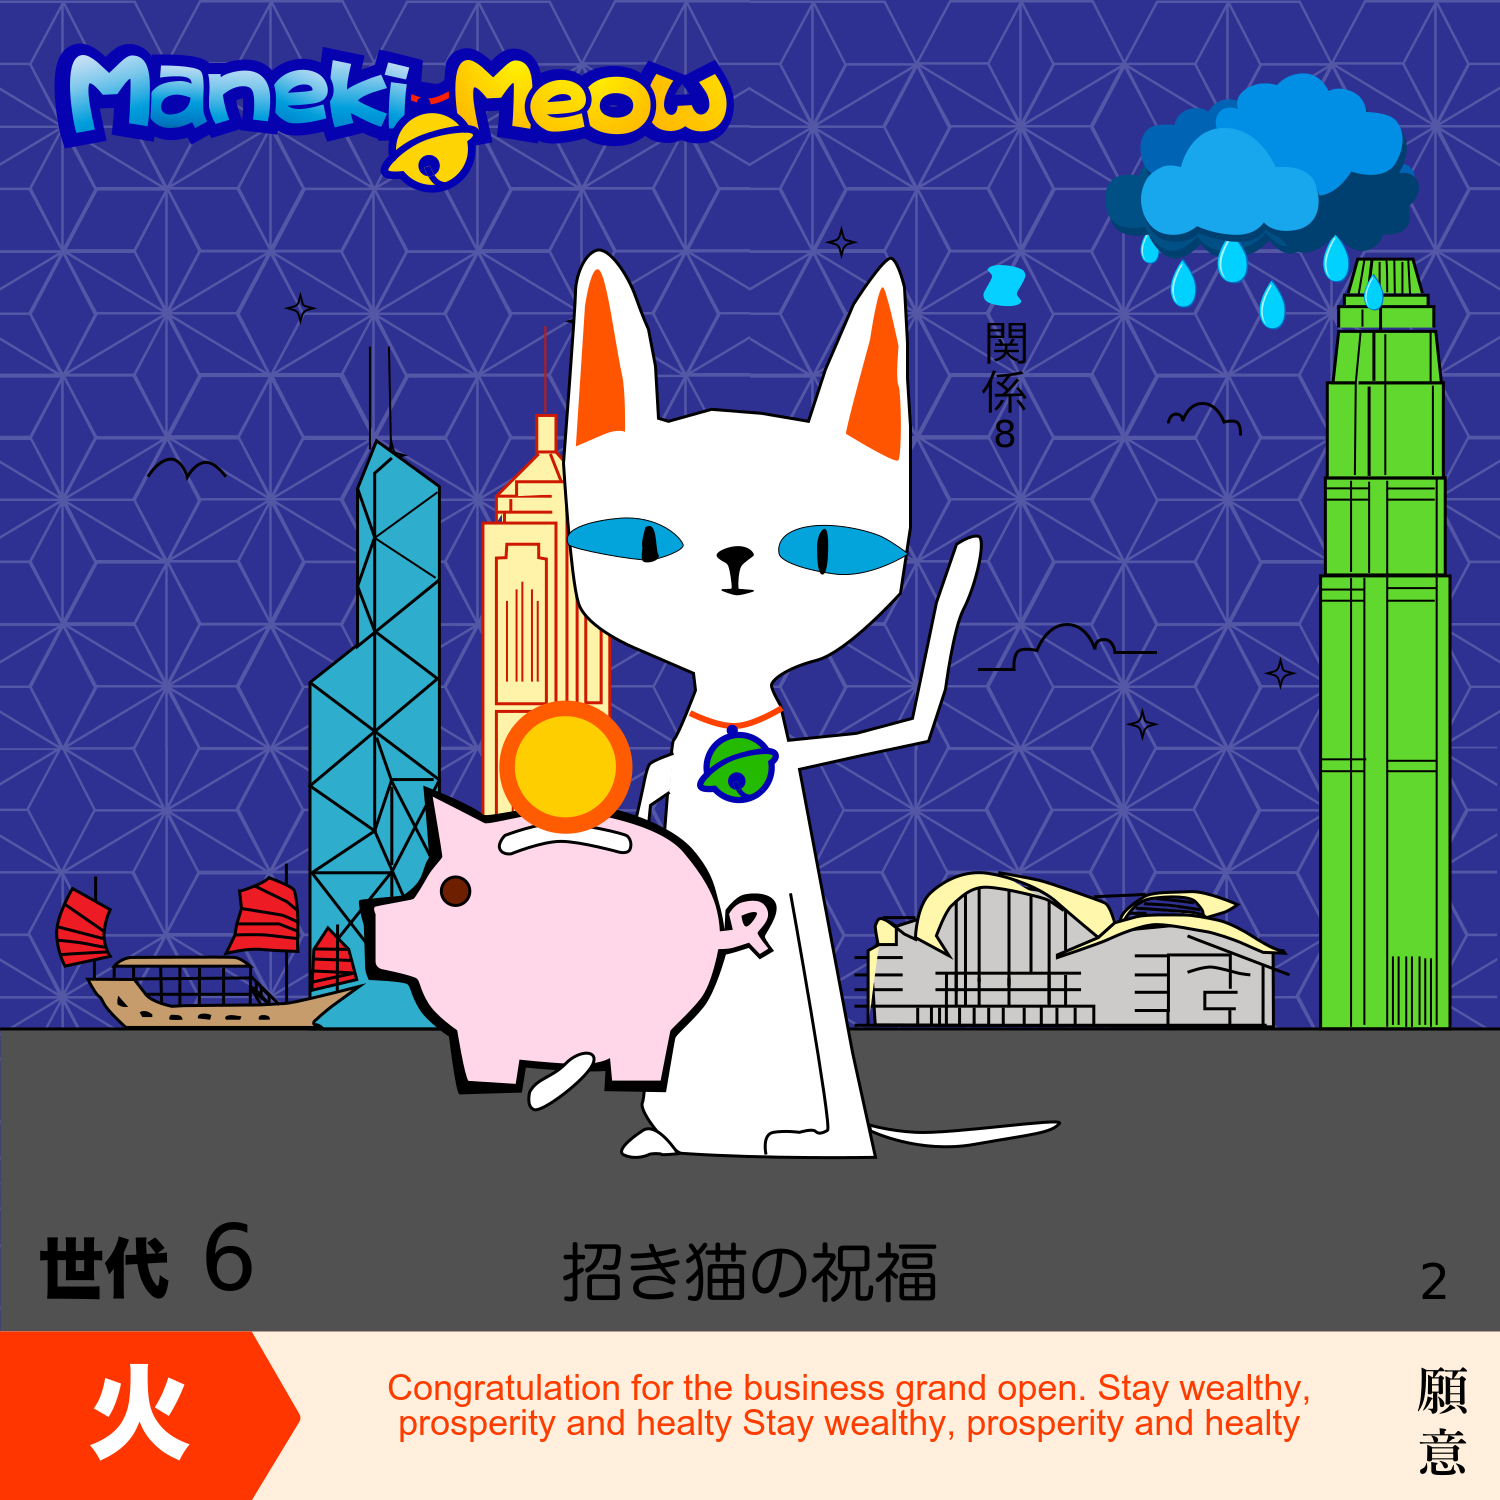 Maneki-Meow
関係8
世代 6
招き猫の祝福
2
火
Congratulation for the business grand open. Stay wealthy,
prosperity and healty Stay wealthy, prosperity and healty
願意